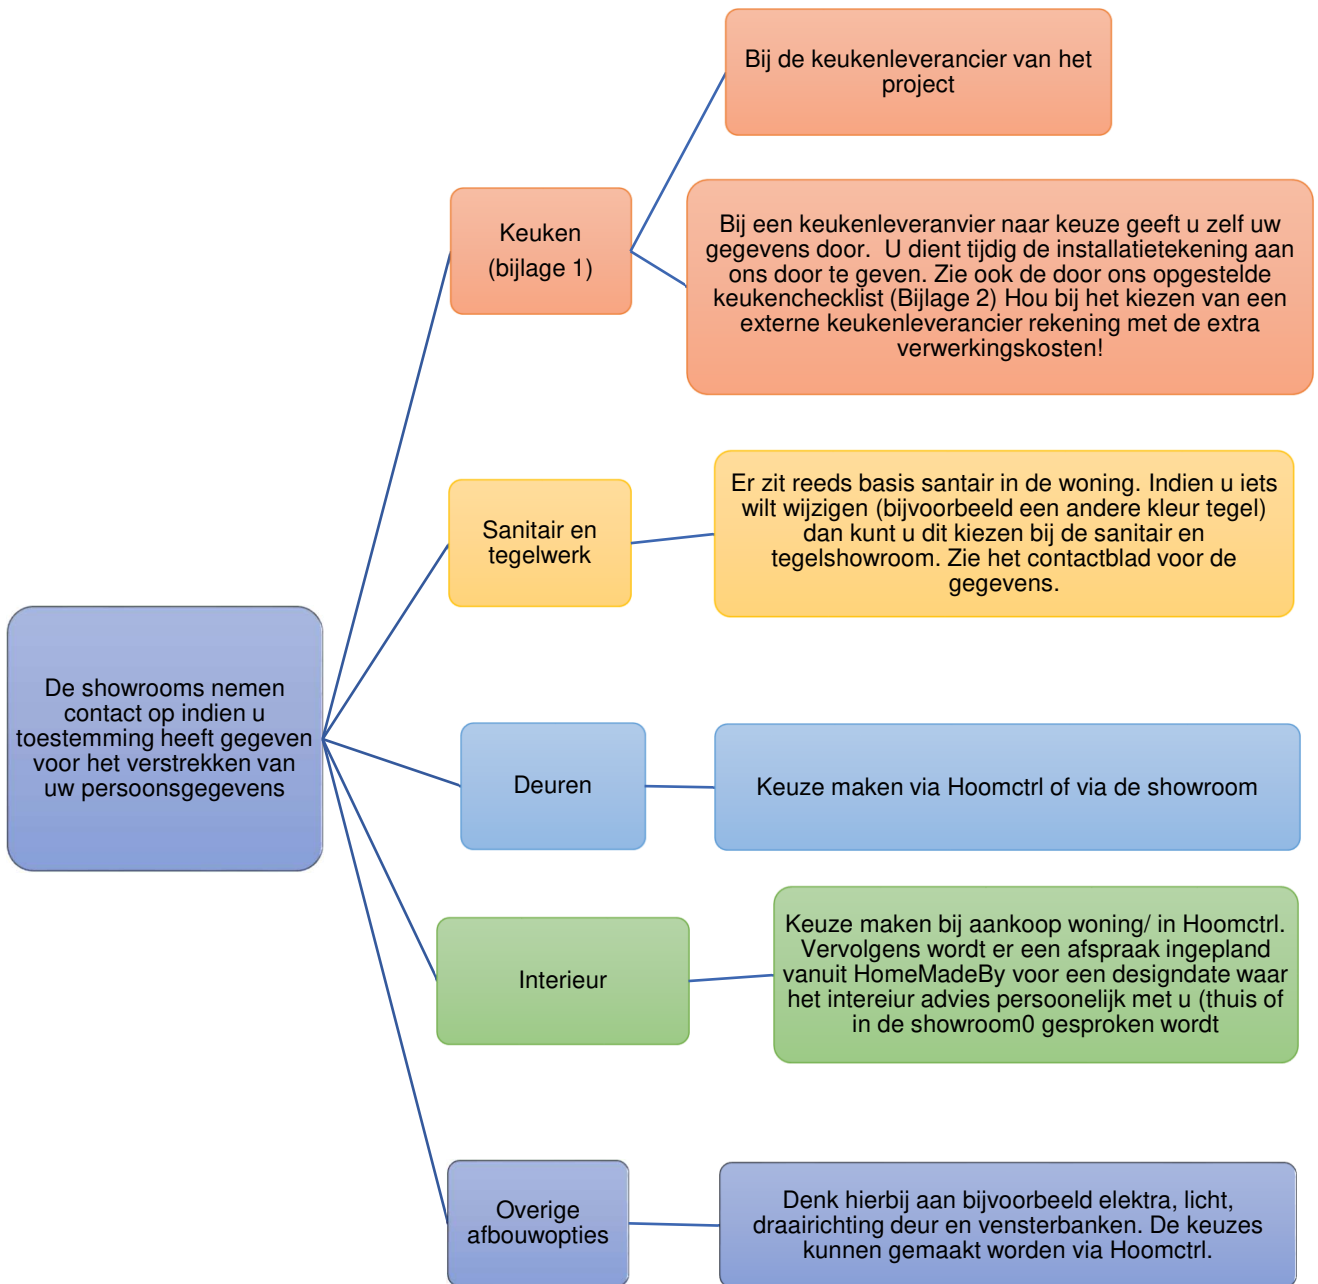 De showrooms nemen
contact op indien u
toestemming heeft gegeven
voor het verstrekken van
uw persoonsgegevens
Keuken
(bijlage 1)
Bij de keukenleverancier van het
project
Bij een keukenleveranvier naar keuze geeft u zelf uw
gegevens door. U dient tijdig de installatietekening aan
ons door te geven. Zie ook de door ons opgestelde
keukenchecklist (Bijlage 2) Hou bij het kiezen van een
externe keukenleverancier rekening met de extra
verwerkingskosten!
Sanitair en
tegelwerk
Er zit reeds basis santair in de woning. Indien u iets
wilt wijzigen (bijvoorbeeld een andere kleur tegel)
dan kunt u dit kiezen bij de sanitair en
tegelshowroom. Zie het contactblad voor de
gegevens.
Deuren
Keuze maken via Hoomctrl of via de showroom
Interieur
Keuze maken bij aankoop woning/ in Hoomctrl.
Vervolgens wordt er een afspraak ingepland
vanuit HomeMadeBy voor een designdate waar
het intereiur advies persoonelijk met u (thuis of
in de showroom0 gesproken wordt
Overige
afbouwopties
Denk hierbij aan bijvoorbeeld elektra, licht,
draairichting deur en vensterbanken. De keuzes
kunnen gemaakt worden via Hoomctrl.